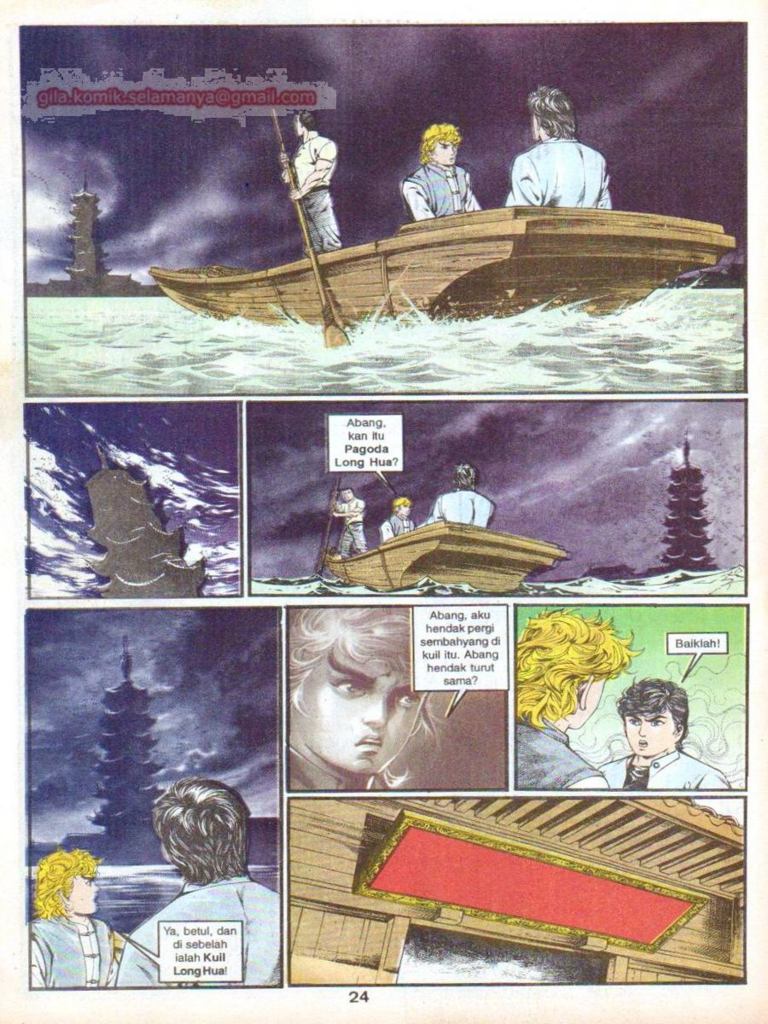 gila.komik.selamanya@gmail.com
Abang,
kan itu
Pagoda
Long Hua?
Ya, betul, dan
di sebelah
ialah Kuil
Long Hua!
Abang, aku
hendak pergi
sembahyang di
kuil itu. Abang
hendak turut
sama?
Baiklah!
24